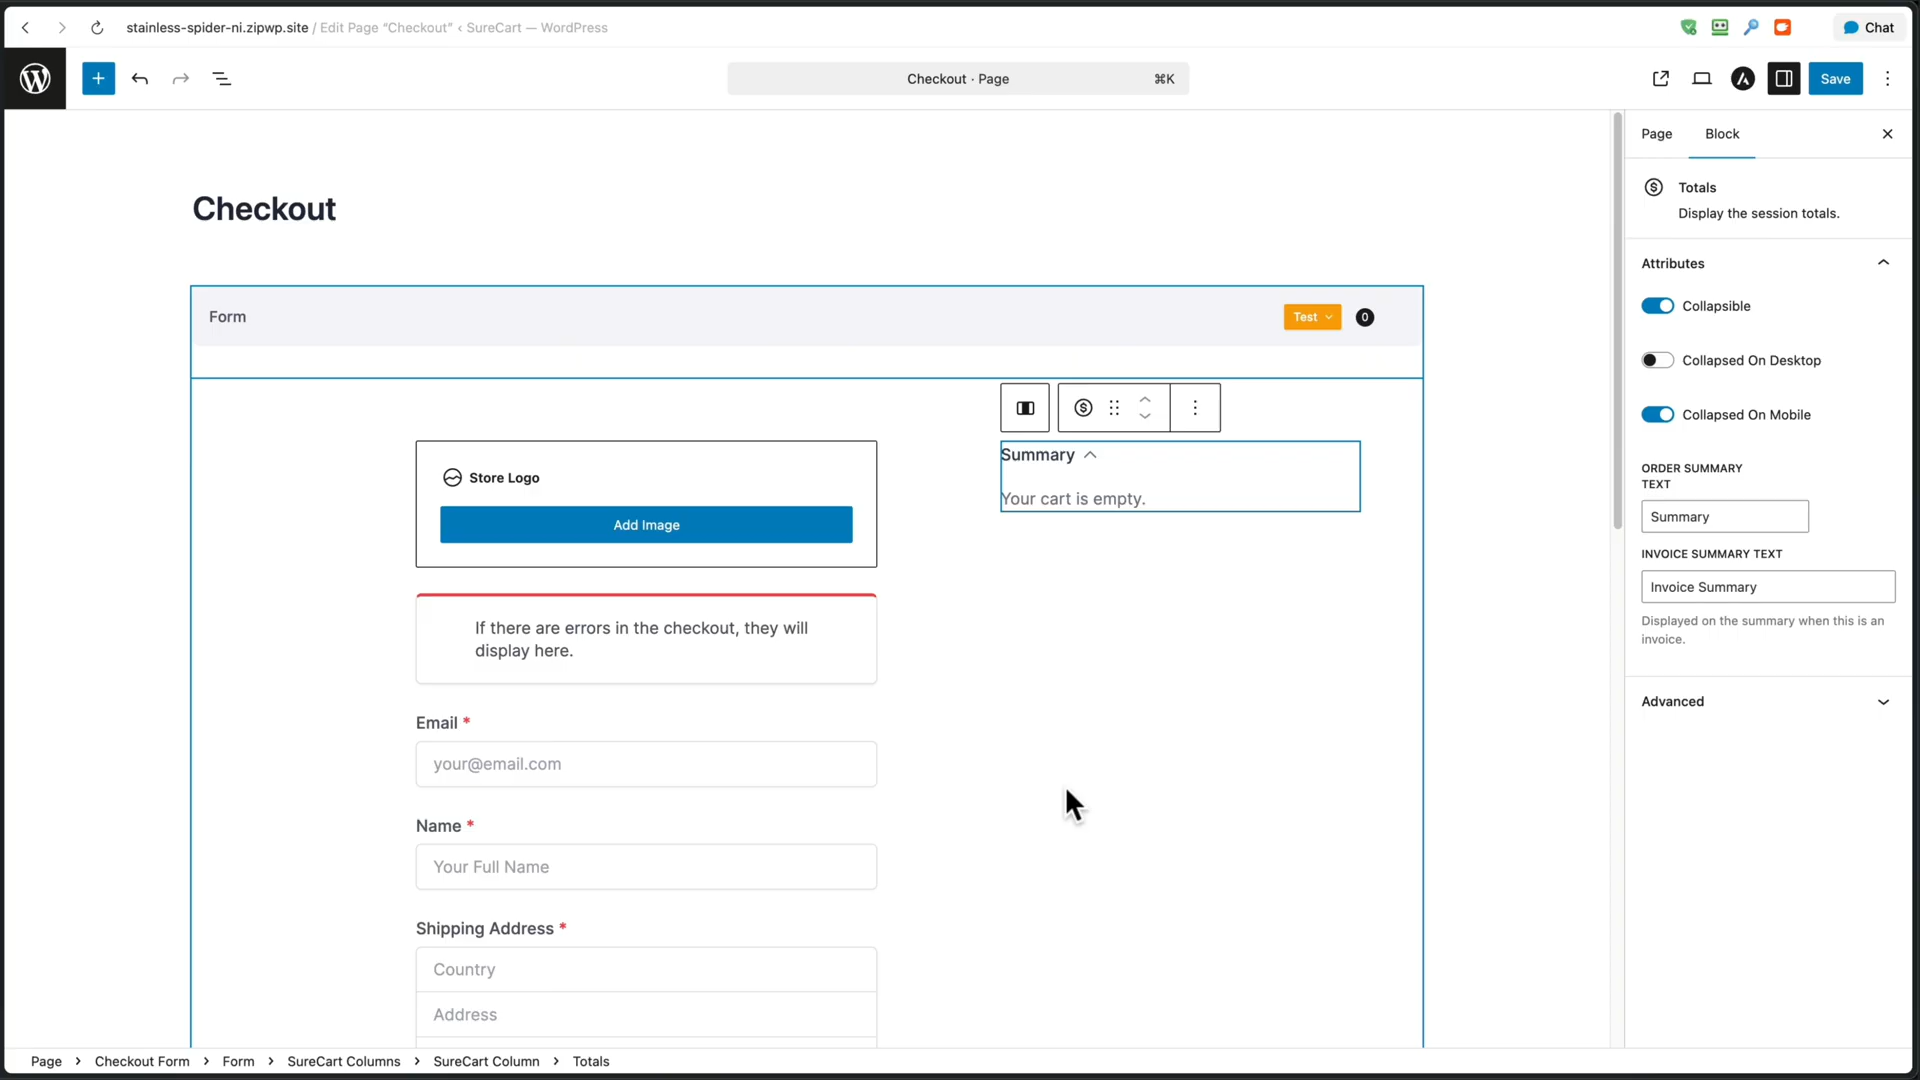 stainless-spider-ni.zipwp.site / Edit Page “Checkout” ‹ SureCart — WordPress
Chat
Checkout · Page
⌘K
Save
Page
Block
Totals
Display the session totals.
Checkout
Attributes
Collapsible
Form
Test
0
Collapsed On Desktop
Collapsed On Mobile
Summary
Your cart is empty.
Store Logo
Add Image
ORDER SUMMARY
TEXT
Summary
INVOICE SUMMARY TEXT
Invoice Summary
Displayed on the summary when this is an
invoice.
If there are errors in the checkout, they will
display here.
Advanced
Email *
your@email.com
Name *
Your Full Name
Shipping Address *
Country
Address
Page > Checkout Form > Form > SureCart Columns > SureCart Column > Totals